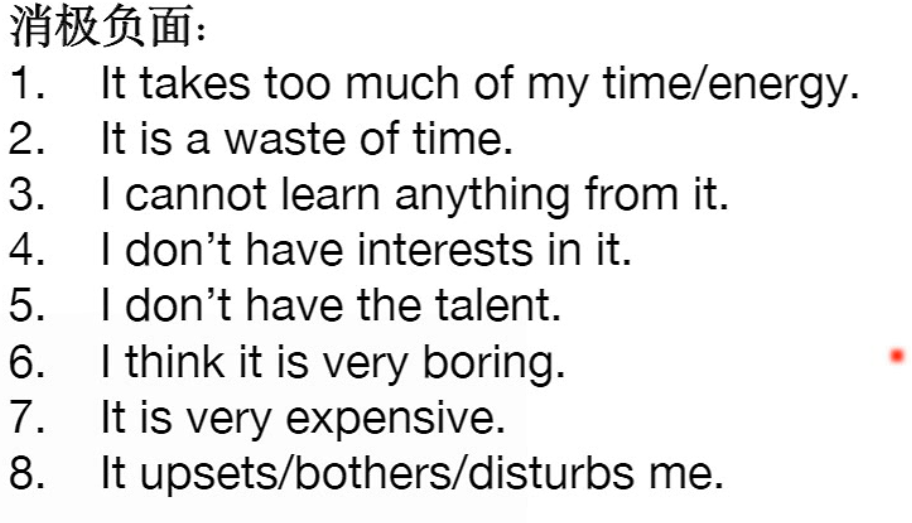 消极负面：
1. It takes too much of my time/energy.
2. It is a waste of time.
3. I cannot learn anything from it.
4. I don’t have interests in it.
5. I don’t have the talent.
6. I think it is very boring.
7. It is very expensive.
8. It upsets/bothers/disturbs me.